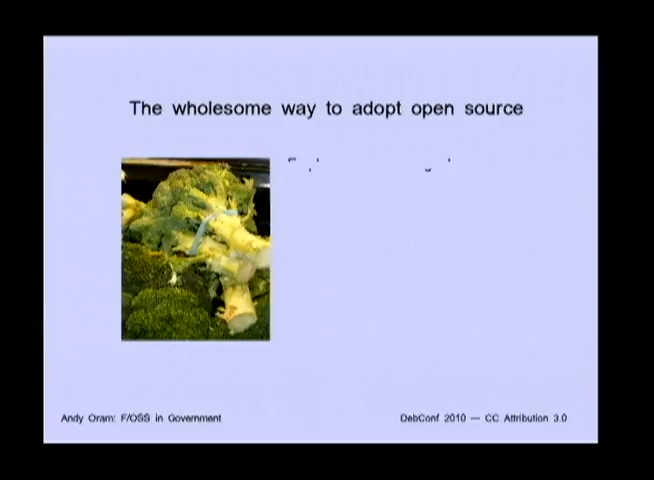 The wholesome way to adopt open source
Andy Oram: F/OSS in Government
DebConf 2010 — CC Attribution 3.0